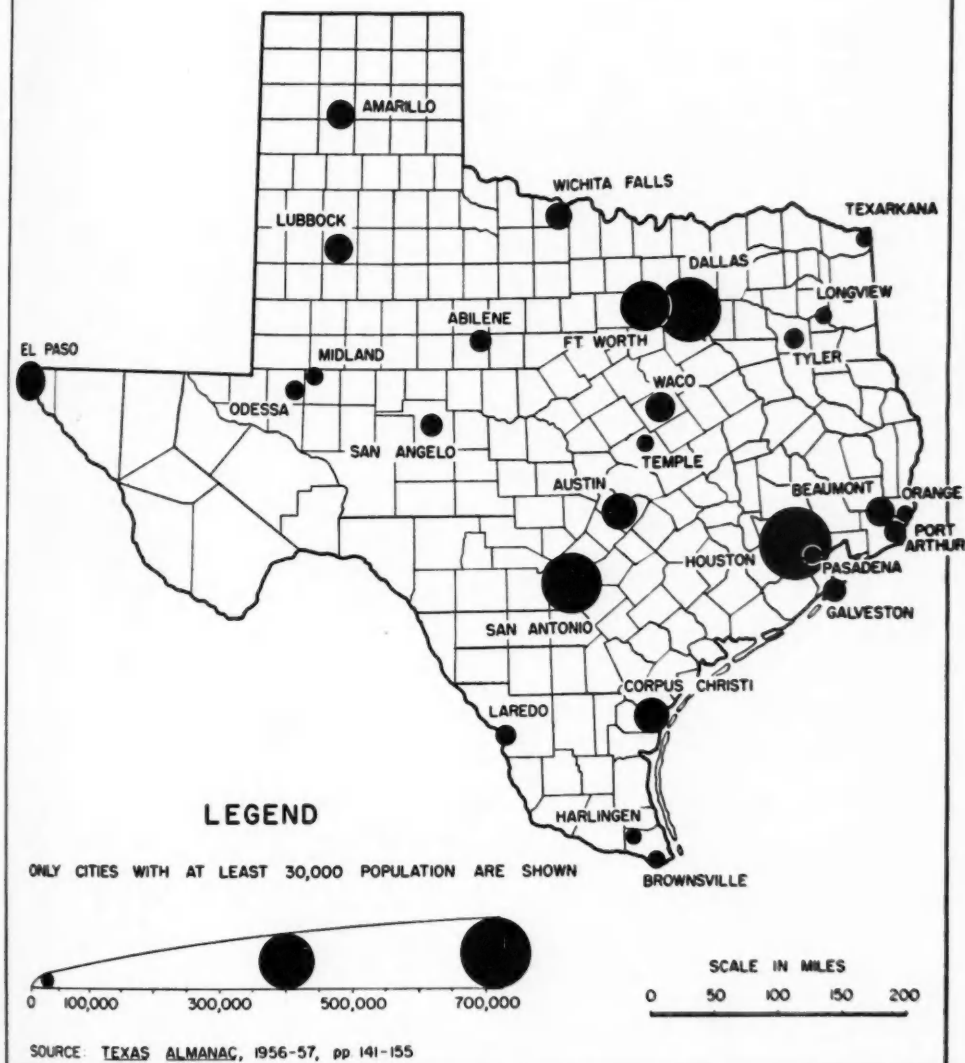 AMARILLO
WICHITA FALLS
TEXARKANA
LUBBOCK
DALLAS
LONGVIEW
ABILENE
FT WORTH
TYLER
EL PASO
MIDLAND
WACO
ODESSA
SAN ANGELO
TEMPLE
AUSTIN
BEAUMONT
ORANGE
PORT
ARTHUR
HOUSTON
PASADENA
GALVESTON
SAN ANTONIO
CORPUS CHRISTI
LAREDO
HARLINGEN
BROWNSVILLE
LEGEND
ONLY CITIES WITH AT LEAST 30,000 POPULATION ARE SHOWN
0 100,000 300,000 500,000 700,000
SCALE IN MILES
0 50 100 150 200
SOURCE: TEXAS ALMANAC, 1956-57, pp. 141-155